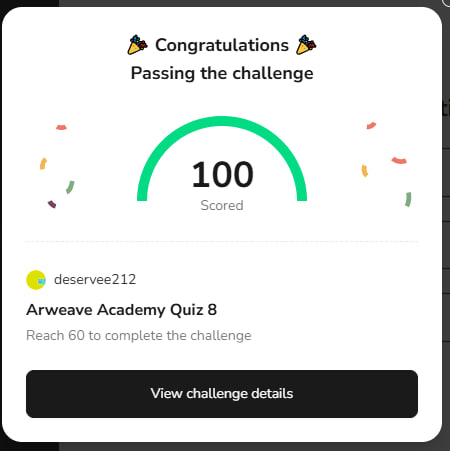 🎉 Congratulations 🎉
Passing the challenge
100
Scored
deservee212
Arweave Academy Quiz 8
Reach 60 to complete the challenge
View challenge details